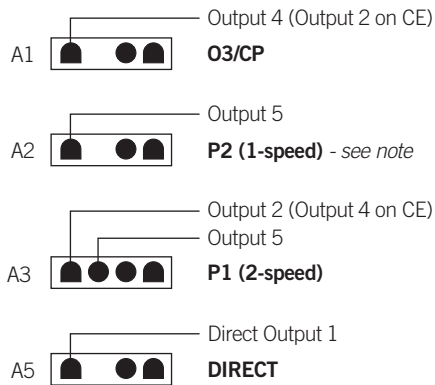 Output 4 (Output 2 on CE)
A1 O3/CP
Output 5
A2 P2 (1-speed) - see note
Output 2 (Output 4 on CE)
Output 5
A3 P1 (2-speed)
Direct Output 1
A5 DIRECT